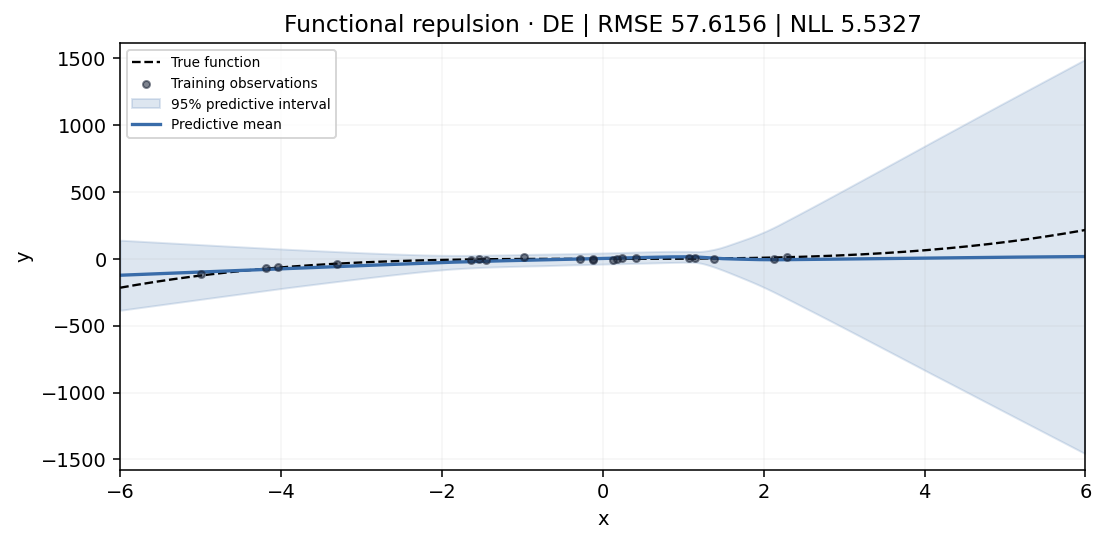 Functional repulsion · DE | RMSE 57.6156 | NLL 5.5327
True function
Training observations
95% predictive interval
Predictive mean
y
1500
1000
500
0
−500
−1000
−1500
−6
−4
−2
0
2
4
6
x